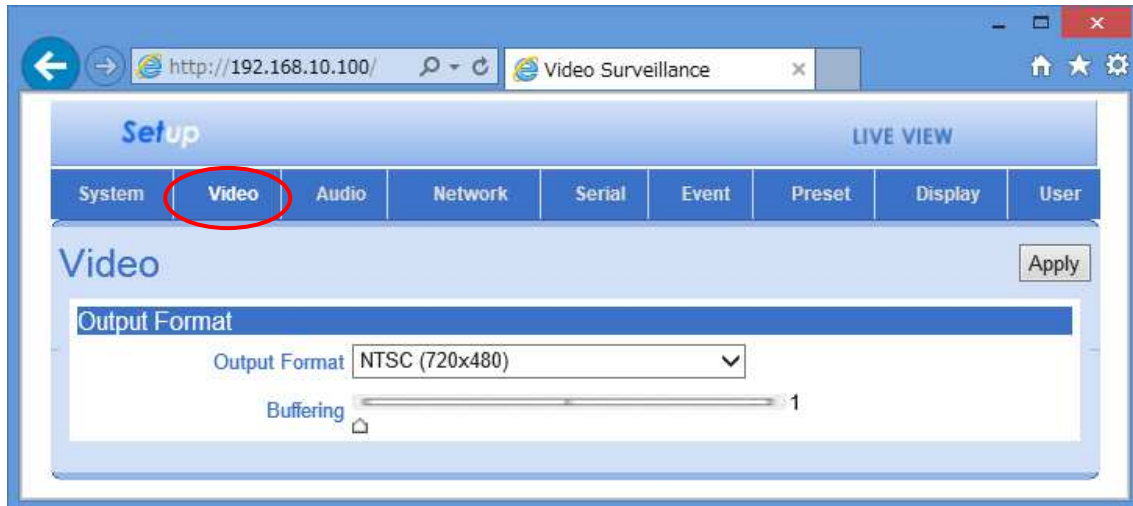 http://192.168.10.100/
Video Surveillance
Setup
LIVE VIEW
System Video Audio Network Serial Event Preset Display User
Video
Apply
Output Format
Output Format NTSC (720x480)
Buffering 1